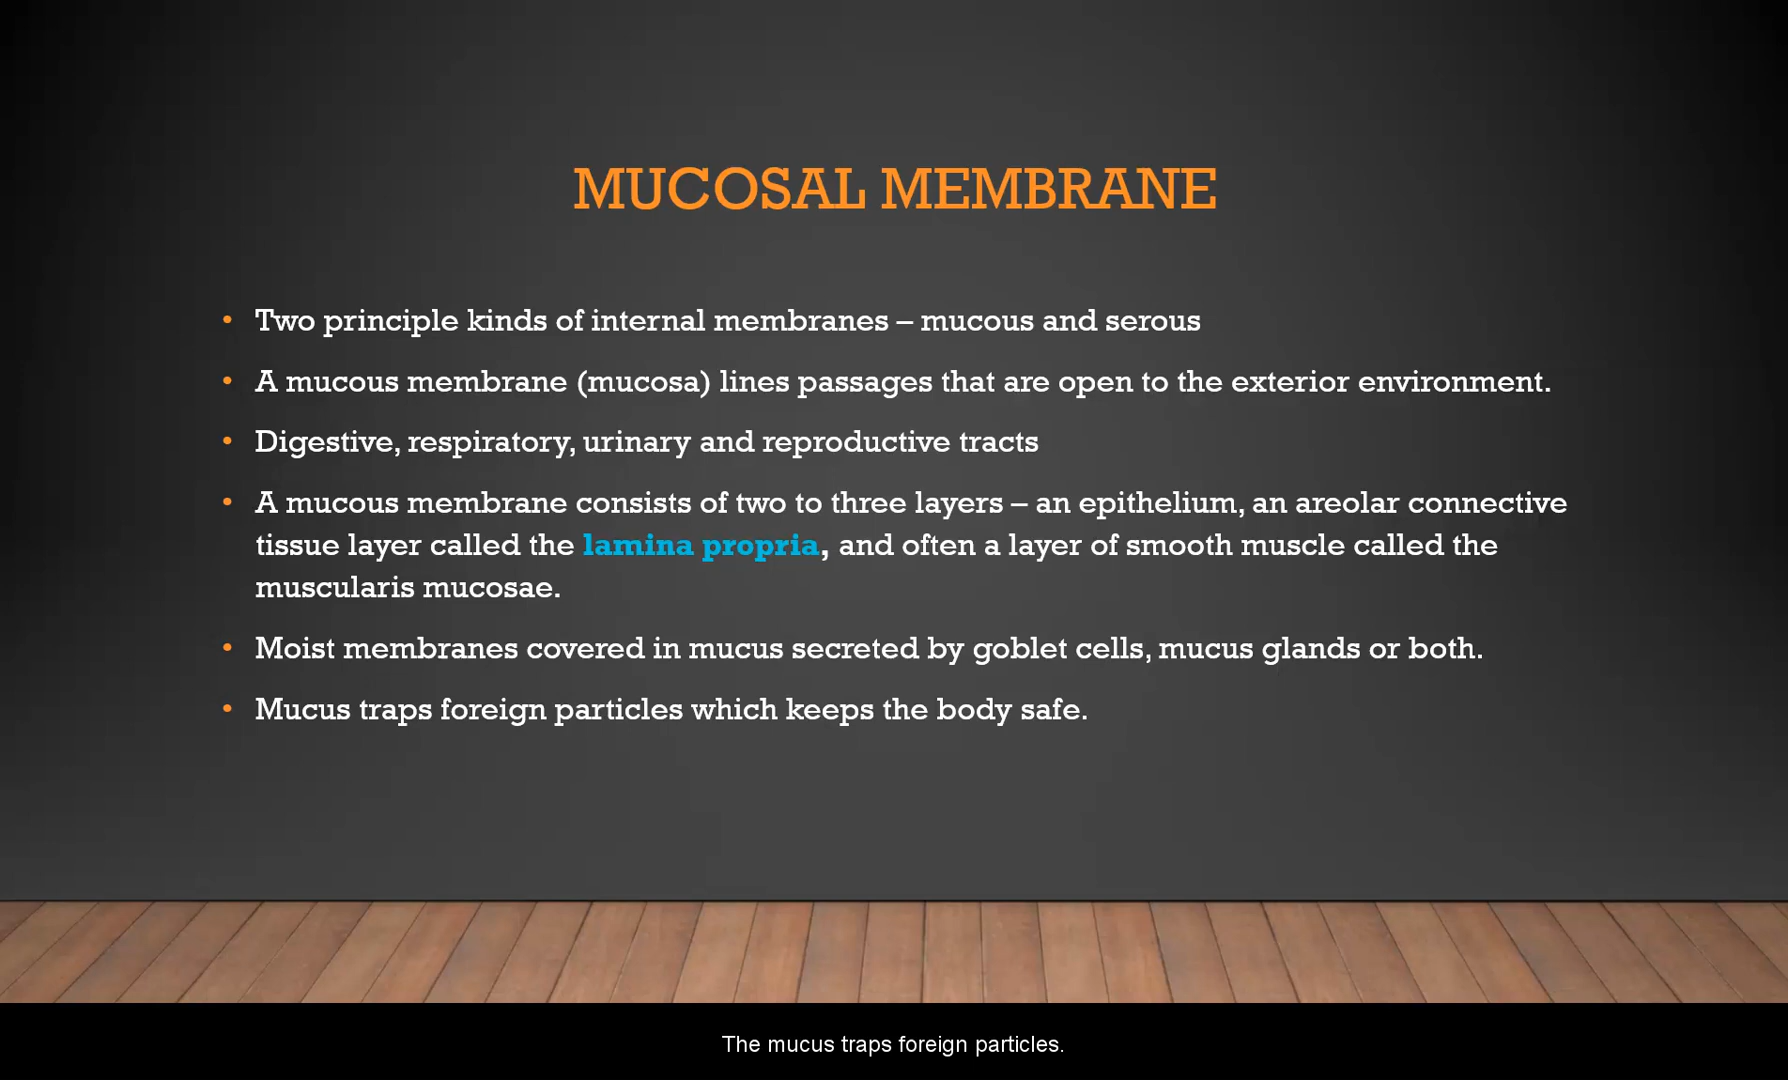 MUCOSAL MEMBRANE
• Two principle kinds of internal membranes – mucous and serous
• A mucous membrane (mucosa) lines passages that are open to the exterior environment.
• Digestive, respiratory, urinary and reproductive tracts
• A mucous membrane consists of two to three layers – an epithelium, an areolar connective
tissue layer called the lamina propria, and often a layer of smooth muscle called the
muscularis mucosae.
• Moist membranes covered in mucus secreted by goblet cells, mucus glands or both.
• Mucus traps foreign particles which keeps the body safe.
The mucus traps foreign particles.